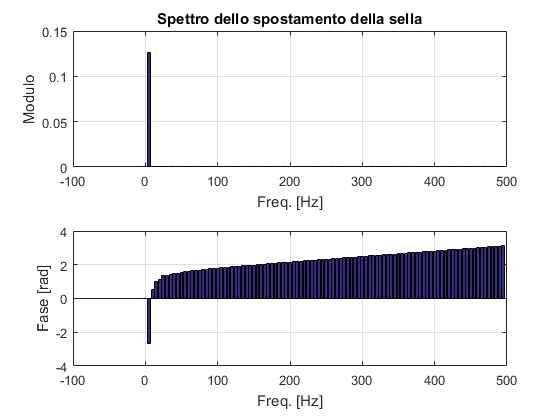 Spettro dello spostamento della sella
0.15
0.1
0.05
0
Modulo
-100 0 100 200 300 400 500
Freq. [Hz]
4
2
0
-2
-4
Fase [rad]
-100 0 100 200 300 400 500
Freq. [Hz]